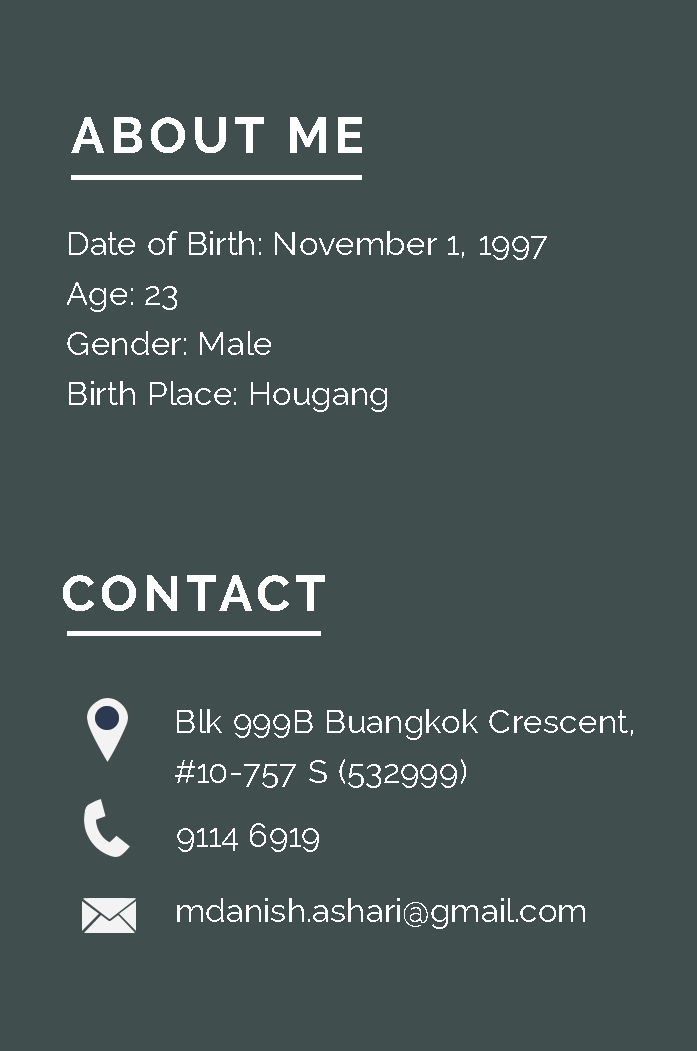 ABOUT ME
Date of Birth: November 1, 1997
Age: 23
Gender: Male
Birth Place: Hougang
CONTACT
Blk 999B Buangkok Crescent,
#10-757 S (532999)
9114 6919
mdanish.ashari@gmail.com